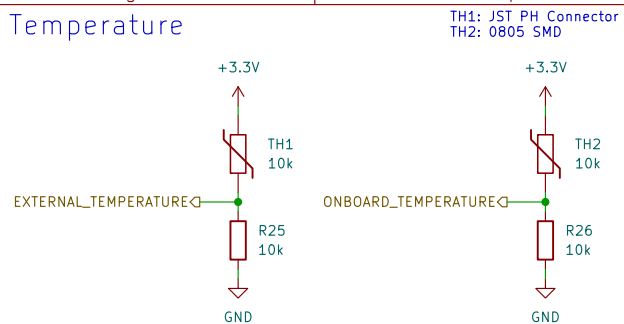 Temperature
TH1: JST PH Connector
TH2: 0805 SMD
+3.3V
+3.3V
TH1
10k
TH2
10k
EXTERNAL_TEMPERATURE
ONBOARD_TEMPERATURE
R25
10k
R26
10k
GND
GND